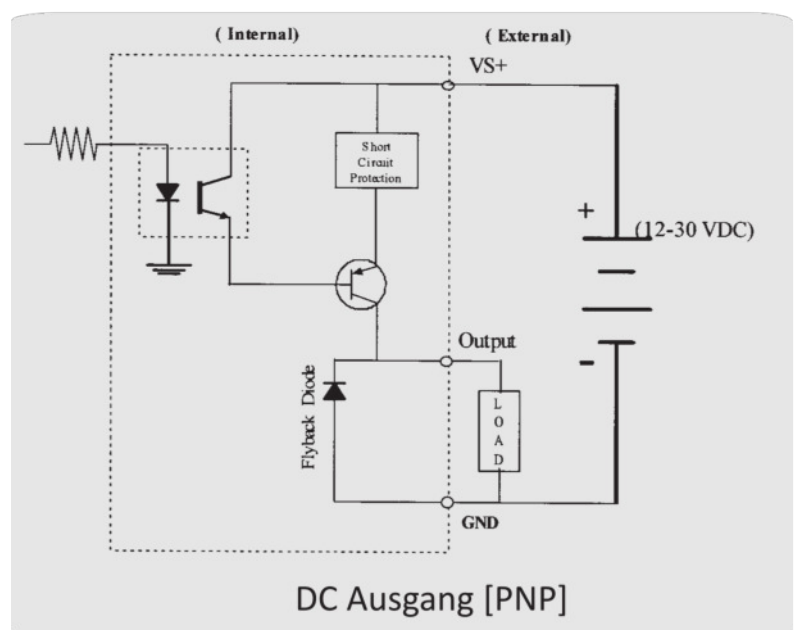 ( Internal)
( External)
VS+
Short
Circuit
Protection
+
(12-30 VDC)
Output
-
Flyback Diode
L
O
A
D
GND
DC Ausgang [PNP]